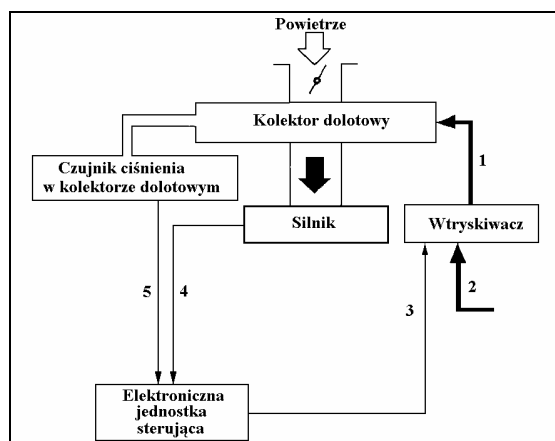 Powietrze
Kolektor dolotowy
Czujnik ciśnienia
w kolektorze dolotowym
1
Silnik
Wtryskiwacz
5
4
3
2
Elektroniczna
jednostka
sterująca